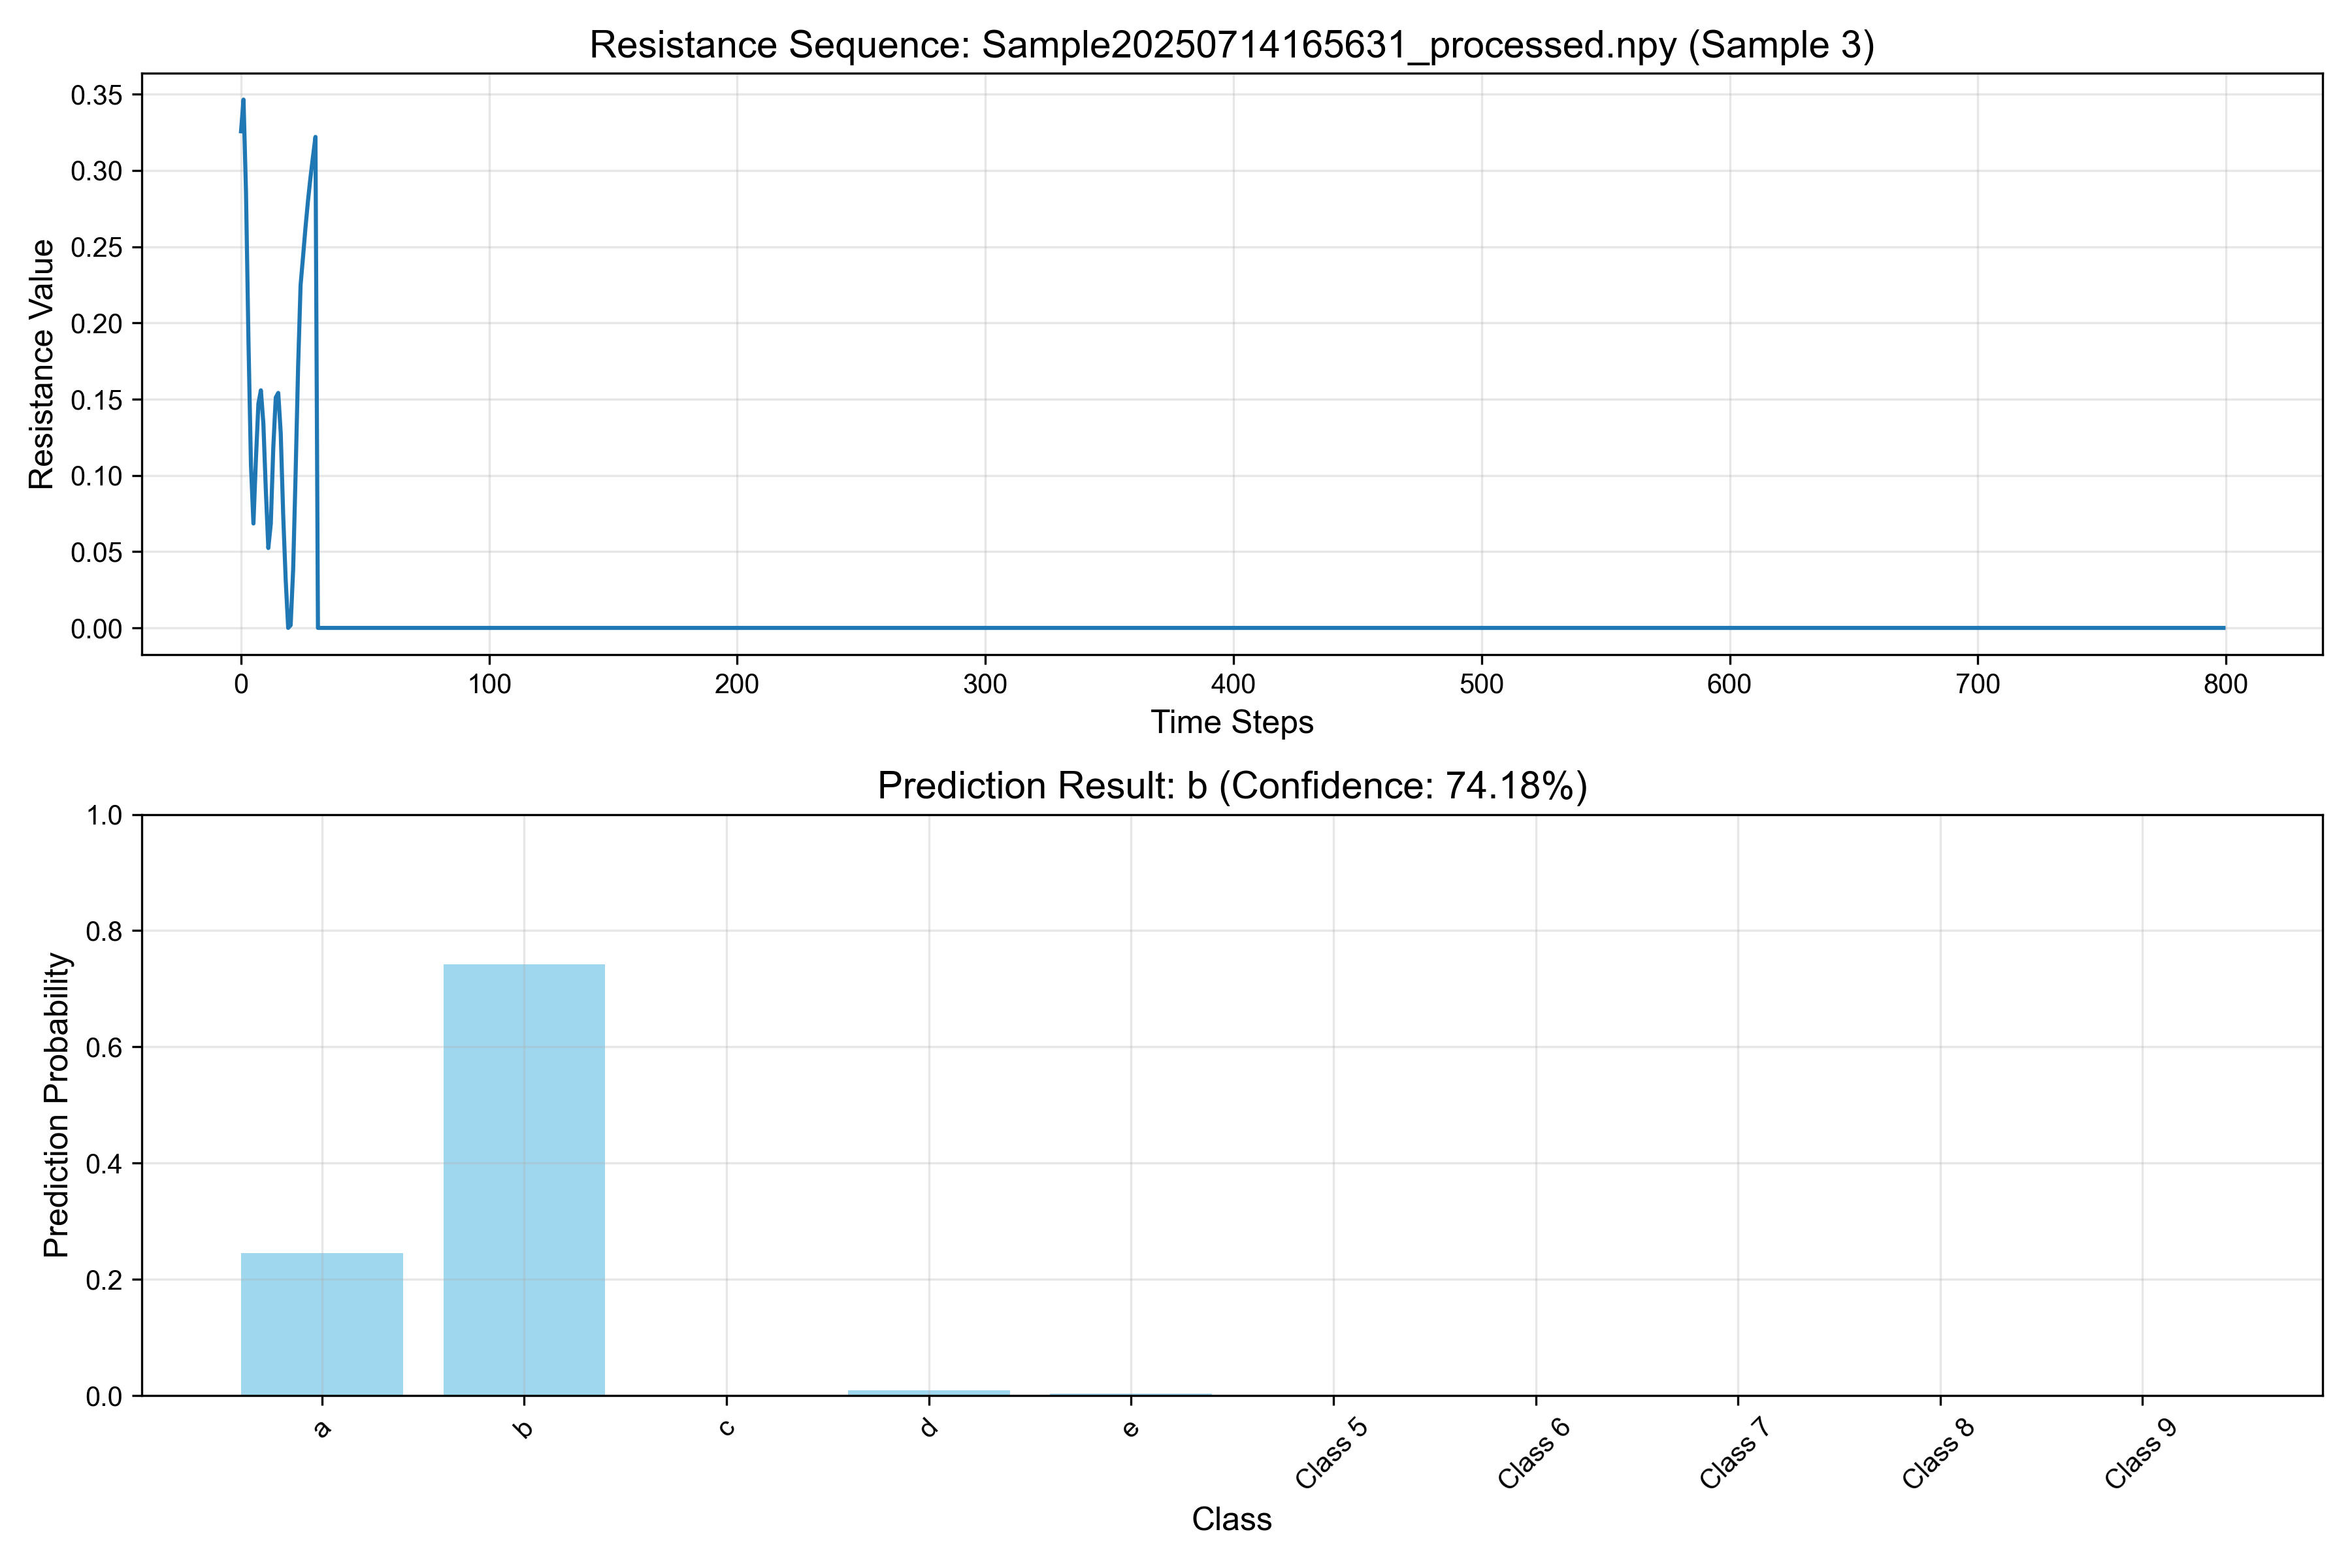 Resistance Sequence: Sample20250714165631_processed.npy (Sample 3)
Resistance Value
0.35
0.30
0.25
0.20
0.15
0.10
0.05
0.00
0 100 200 300 400 500 600 700 800
Time Steps
Prediction Result: b (Confidence: 74.18%)
Prediction Probability
1.0
0.8
0.6
0.4
0.2
0.0
a b c d e Class 5 Class 6 Class 7 Class 8 Class 9
Class